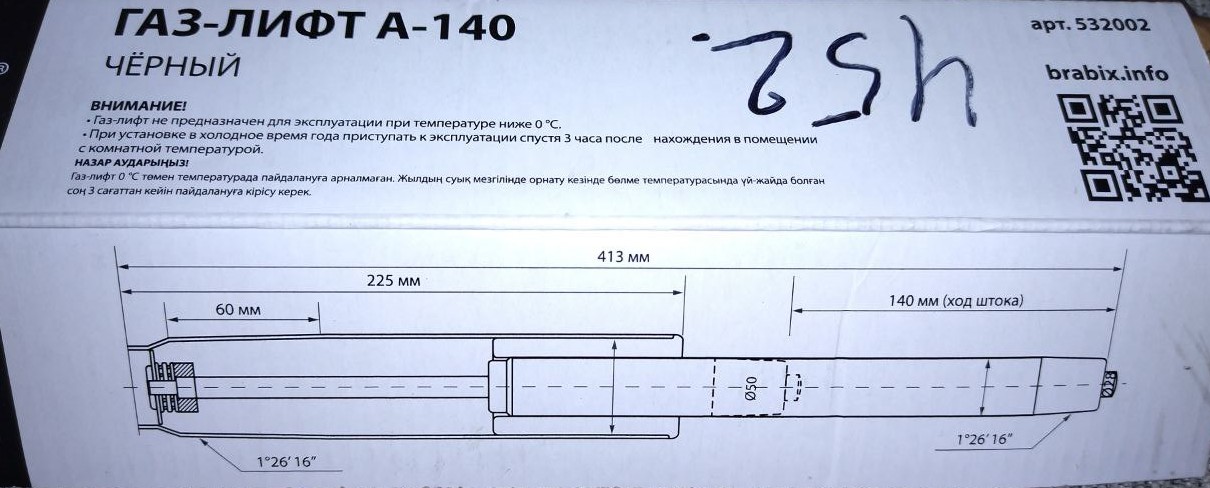 ГАЗ-ЛИФТ А-140
ЧЁРНЫЙ
ВНИМАНИЕ!
• Газ-лифт не предназначен для эксплуатации при температуре ниже 0 °С.
• При установке в холодное время года приступать к эксплуатации спустя 3 часа после нахождения в помещении
с комнатной температурой.
НАЗАР АУДАРЫҢЫЗ!
Газ-лифт 0 °С төмен температурада пайдалануға арналмаған. Жылдың суық мезгілінде орнату кезінде бөлме температурасында үй-жайда болған
соң 3 сағаттан кейін пайдалануға кірісу керек.
452.
арт. 532002
brabix.info
®
413 мм
225 мм
140 мм (ход штока)
60 мм
Ø50
Ø28
1°26′ 16″
1°26′ 16″